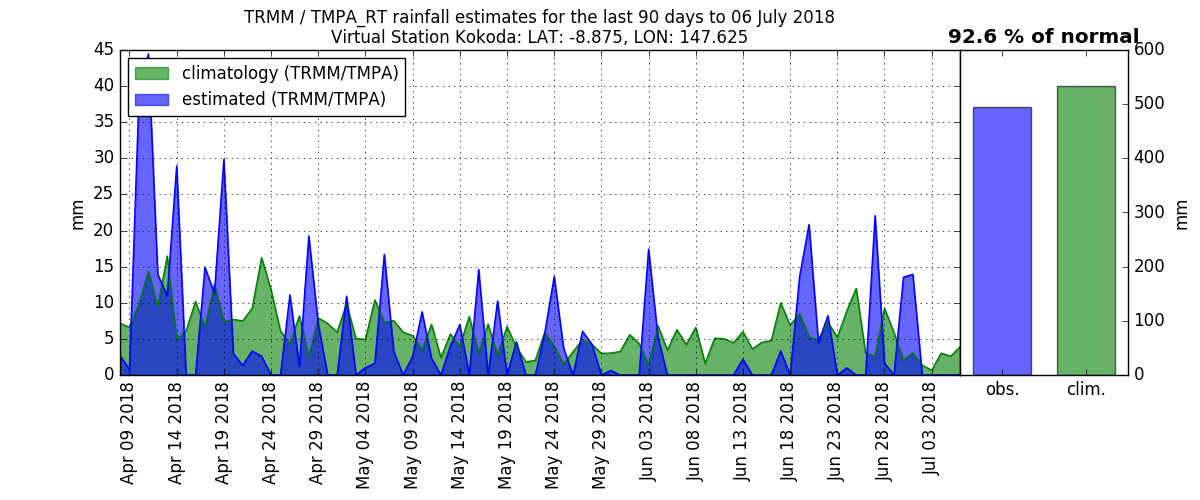 TRMM / TMPA_RT rainfall estimates for the last 90 days to 06 July 2018
Virtual Station Kokoda: LAT: -8.875, LON: 147.625
92.6 % of normal
climatology (TRMM/TMPA)
estimated (TRMM/TMPA)
45
40
35
30
25
20
15
10
5
0
mm
600
500
400
300
200
100
0
mm
obs.
clim.
Apr 09 2018
Apr 14 2018
Apr 19 2018
Apr 24 2018
Apr 29 2018
May 04 2018
May 09 2018
May 14 2018
May 19 2018
May 24 2018
May 29 2018
Jun 03 2018
Jun 08 2018
Jun 13 2018
Jun 18 2018
Jun 23 2018
Jun 28 2018
Jul 03 2018